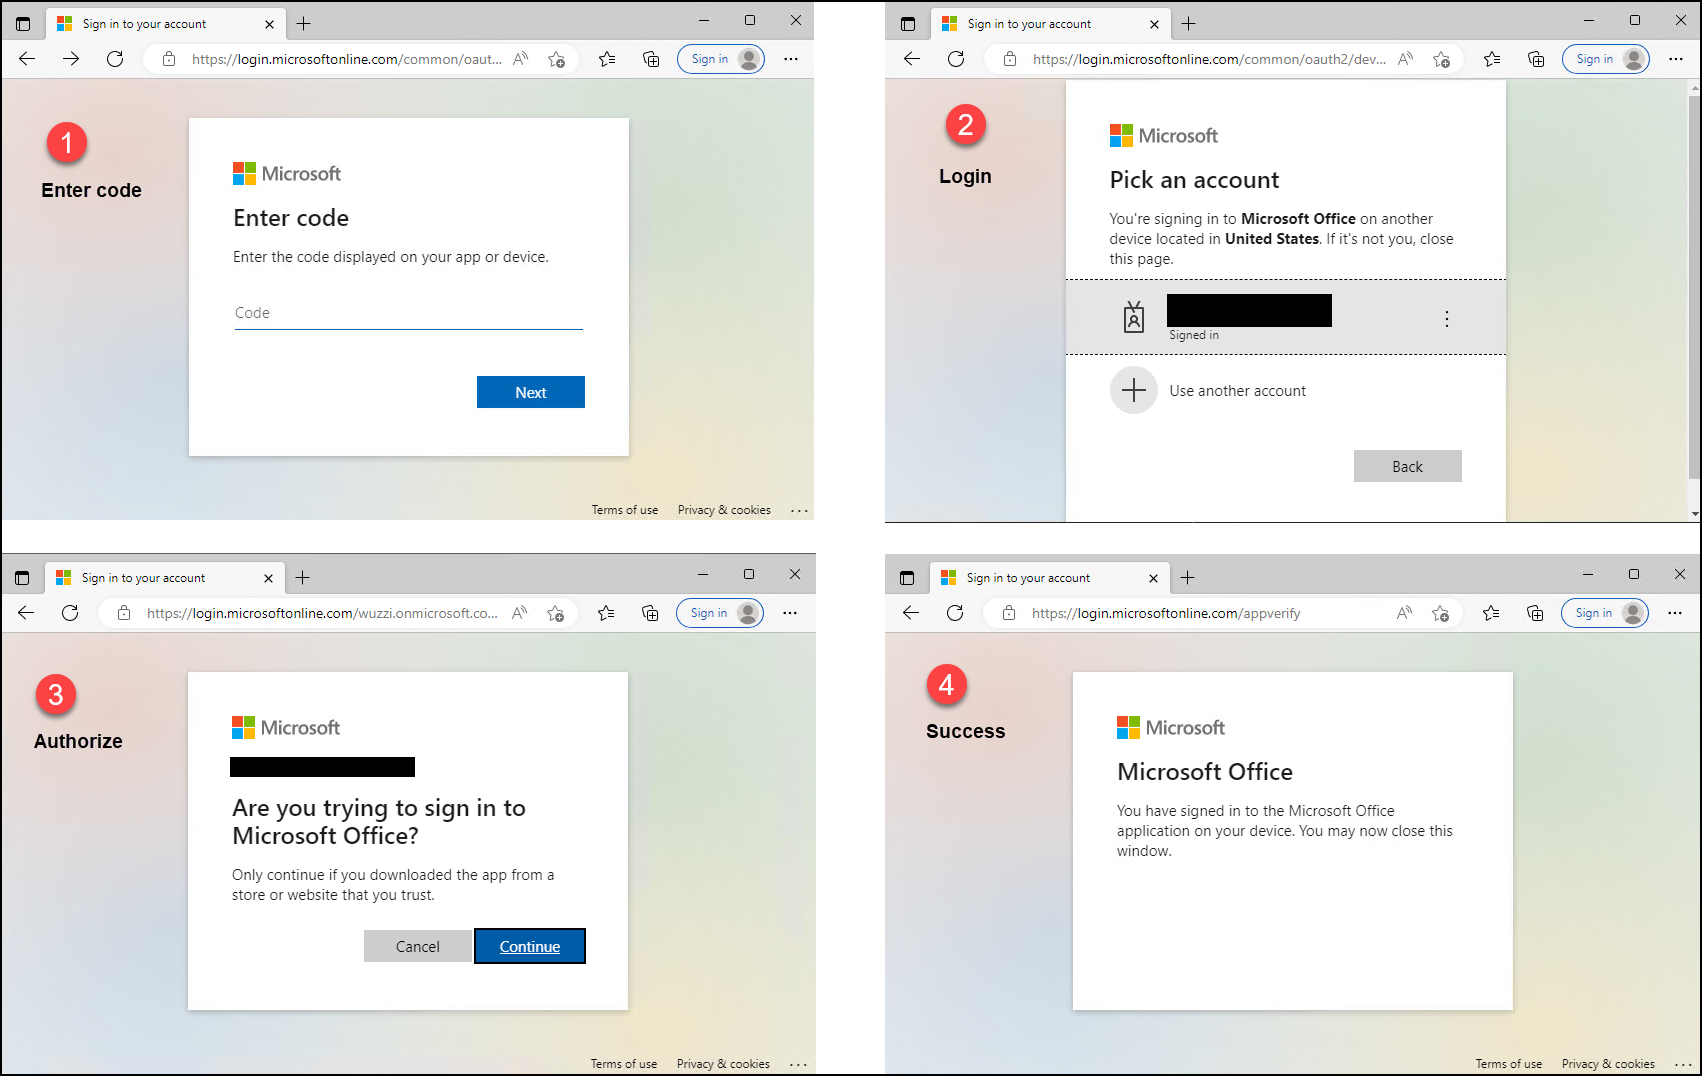 Sign in to your account
https://login.microsoftonline.com/common/oaut...
Sign in
1
Enter code
Microsoft
Enter code
Enter the code displayed on your app or device.
Code
Next
Terms of use
Privacy & cookies
Sign in to your account
https://login.microsoftonline.com/common/oauth2/dev...
Sign in
2
Login
Microsoft
Pick an account
You're signing in to Microsoft Office on another
device located in United States. If it's not you, close
this page.
Signed in
Use another account
Back
Sign in to your account
https://login.microsoftonline.com/wuzzi.onmicrosoft.co...
Sign in
3
Authorize
Microsoft
Are you trying to sign in to
Microsoft Office?
Only continue if you downloaded the app from a
store or website that you trust.
Cancel
Continue
Terms of use
Privacy & cookies
Sign in to your account
https://login.microsoftonline.com/appverify
Sign in
4
Success
Microsoft
Microsoft Office
You have signed in to the Microsoft Office
application on your device. You may now close this
window.
Terms of use
Privacy & cookies